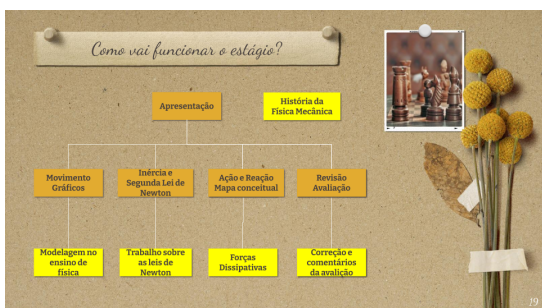 Como vai funcionar o estágio?
Apresentação
História da
Física Mecânica
Movimento
Gráficos
Inércia e
Segunda Lei de
Newton
Ação e Reação
Mapa conceitual
Revisão
Avaliação
Modelagem no
ensino de
física
Trabalho sobre
as leis de
Newton
Forças
Dissipativas
Correção e
comentários
da avalição
19